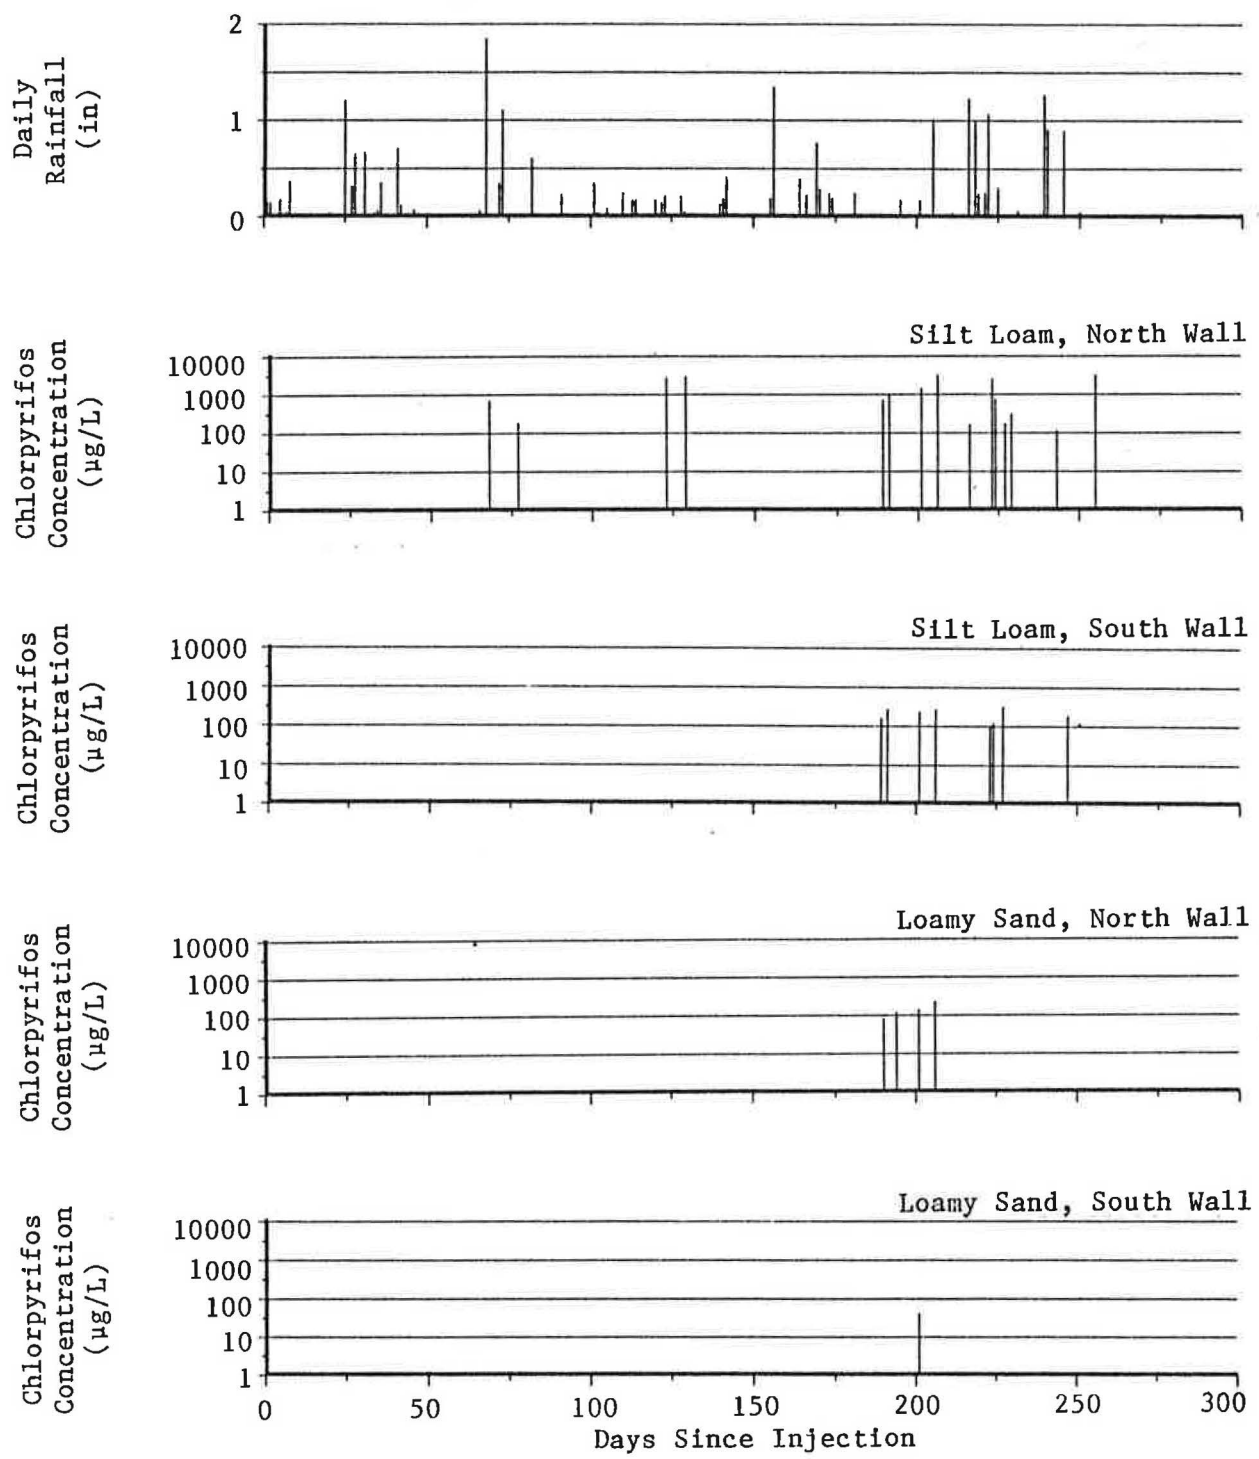 Daily
Rainfall
(in)
2
1
0
Silt Loam, North Wall
Chlorpyrifos
Concentration
(µg/L)
10000
1000
100
10
1
Silt Loam, South Wall
Chlorpyrifos
Concentration
(µg/L)
10000
1000
100
10
1
Loamy Sand, North Wall
Chlorpyrifos
Concentration
(µg/L)
10000
1000
100
10
1
Loamy Sand, South Wall
Chlorpyrifos
Concentration
(µg/L)
10000
1000
100
10
1
0 50 100 150 200 250 300
Days Since Injection